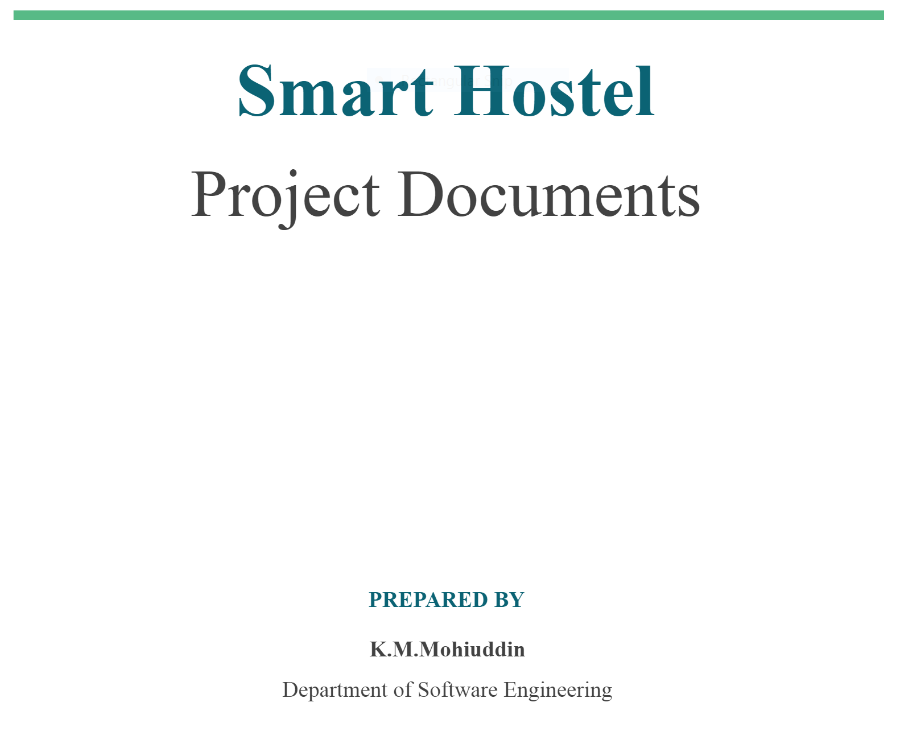 Smart Hostel
Project Documents
PREPARED BY
K.M.Mohiuddin
Department of Software Engineering